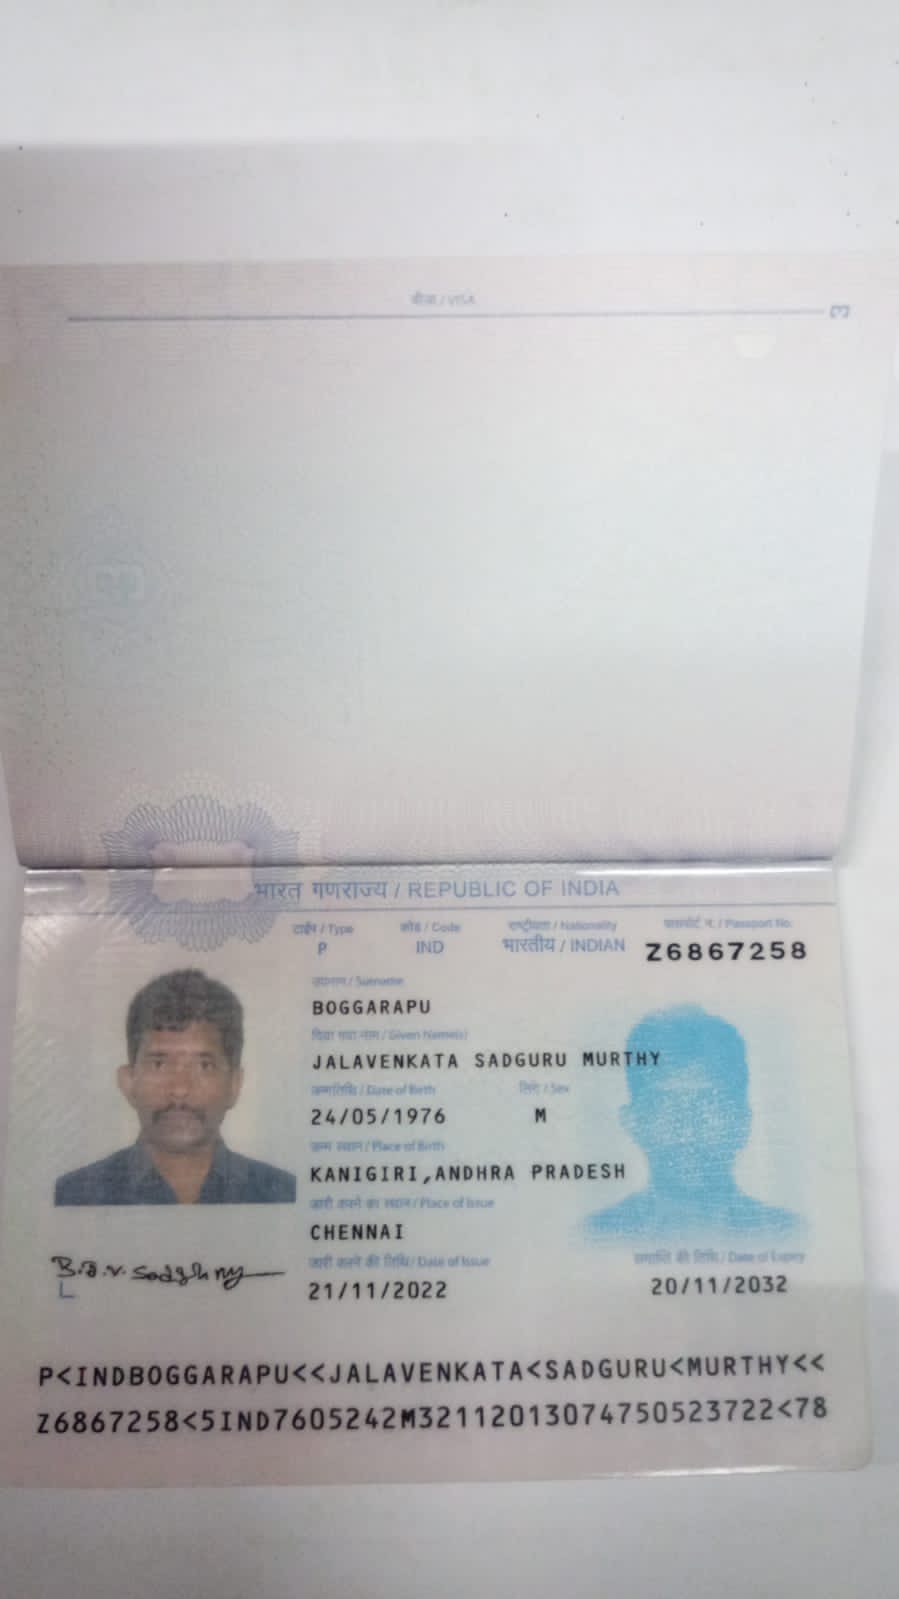 वीजा / VISA
3
भारत गणराज्य / REPUBLIC OF INDIA
टाईप / Type कोड / Code राष्ट्रीयता / Nationality पासपोर्ट न. / Passport No.
P IND भारतीय / INDIAN Z6867258
उपनाम / Surname
BOGGARAPU
दिया गया नाम / Given Name(s)
JALAVENKATA SADGURU MURTHY
जन्मतिथि / Date of Birth लिंग / Sex
24/05/1976 M
जन्म स्थान / Place of Birth
KANIGIRI,ANDHRA PRADESH
जारी करने का स्थान / Place of Issue
CHENNAI
जारी करने की तिथि / Date of Issue समाप्ति की तिथि / Date of Expiry
21/11/2022 20/11/2032
P<INDBOGGARAPU<<JALAVENKATA<SADGURU<MURTHY<<
Z6867258<5IND7605242M32112013074750523722<78